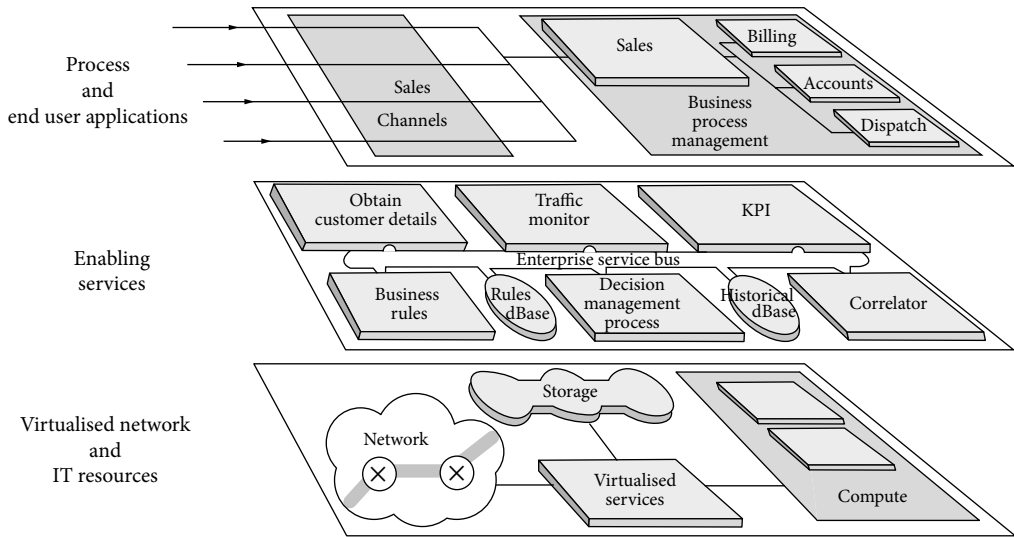 Process
and
end user applications
Sales
Channels
Sales
Business
process
management
Billing
Accounts
Dispatch
Enabling
services
Obtain
customer details
Traffic
monitor
KPI
Enterprise service bus
Business
rules
Rules
dBase
Decision
management
process
Historical
dBase
Correlator
Virtualised network
and
IT resources
Network
Storage
Virtualised
services
Compute